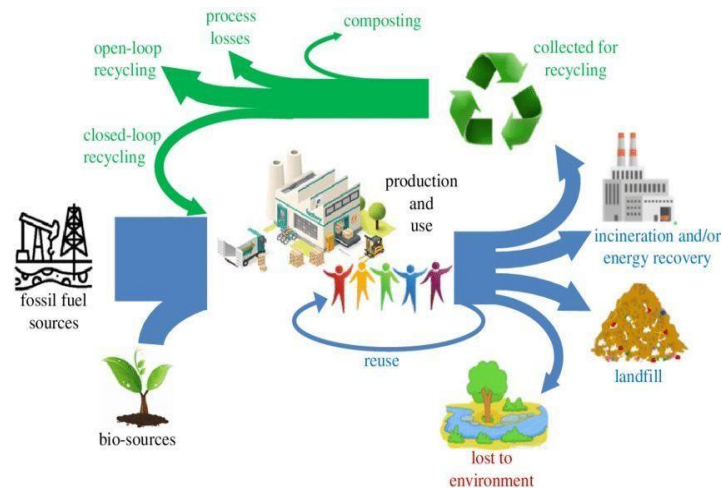 process
losses
composting
open-loop
recycling
collected for
recycling
closed-loop
recycling
production
and
use
incineration and/or
energy recovery
fossil fuel
sources
reuse
landfill
bio-sources
lost to
environment